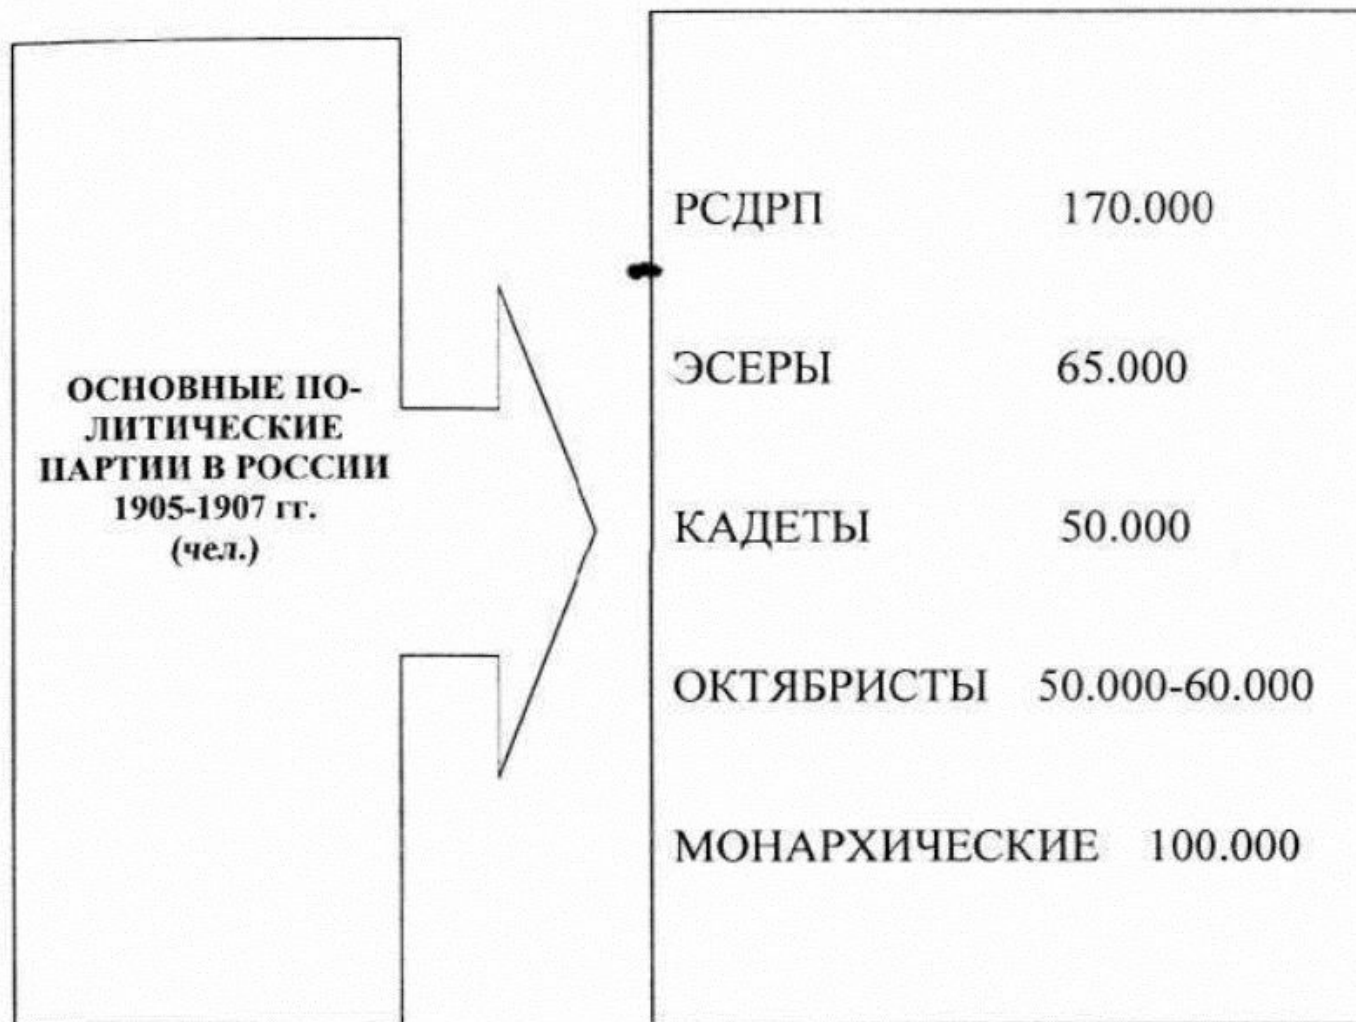 ОСНОВНЫЕ ПО-
ЛИТИЧЕСКИЕ
ПАРТИИ В РОССИИ
1905-1907 гг.
(чел.)
РСДРП 170.000
ЭСЕРЫ 65.000
КАДЕТЫ 50.000
ОКТЯБРИСТЫ 50.000-60.000
МОНАРХИЧЕСКИЕ 100.000